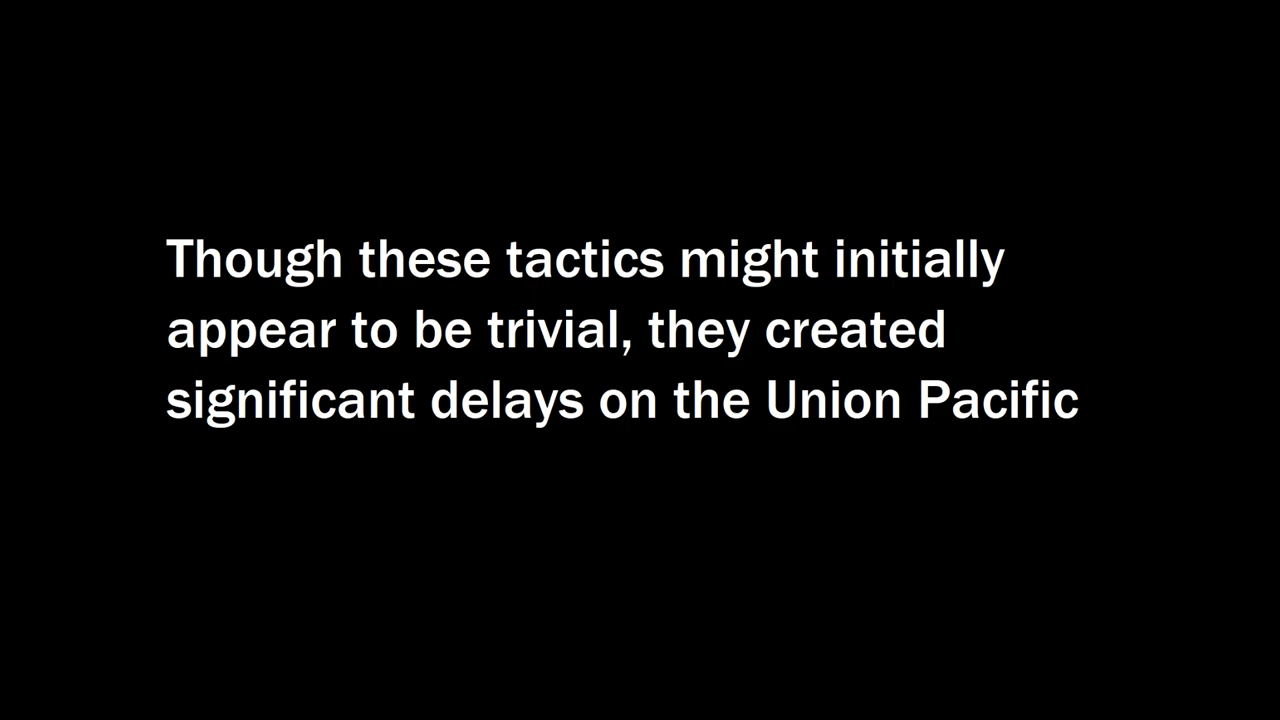 Though these tactics might initially
appear to be trivial, they created
significant delays on the Union Pacific